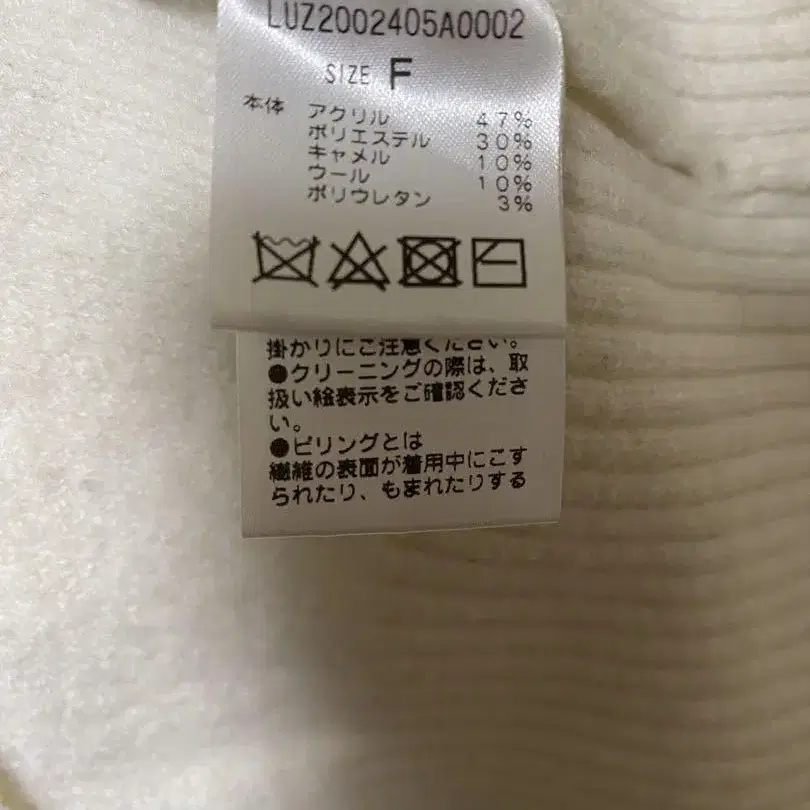 LUZ2002405A0002
SIZE F
本体 アクリル 47%
ポリエステル 30%
キャメル 10%
ウール 10%
ポリウレタン 3%
掛かりにご注意ください。
●クリーニングの際は、取
扱い絵表示をご確認くださ
い。
●ピリングとは
繊維の表面が着用中にこす
られたり、もまれたりする